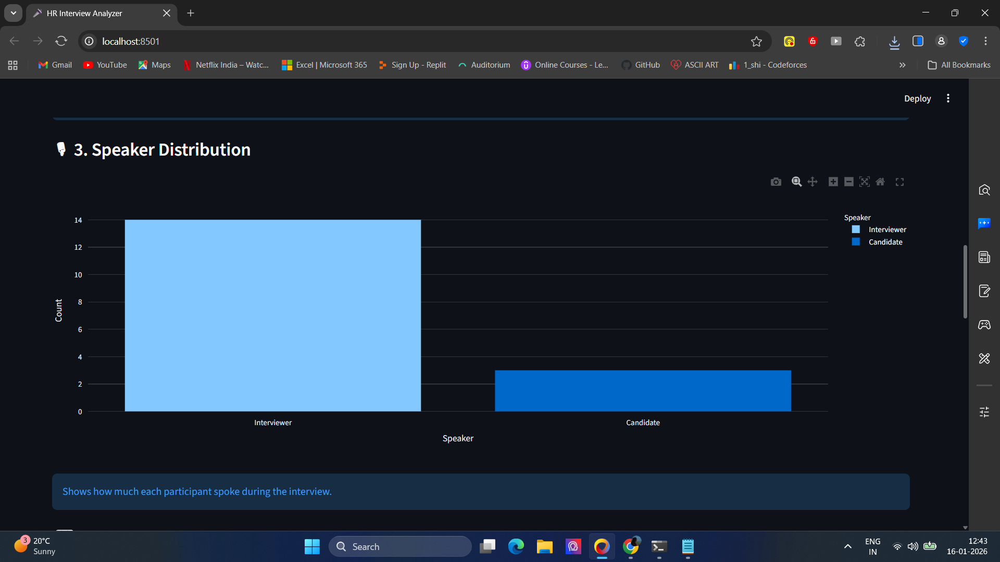 HR Interview Analyzer
localhost:8501
Gmail YouTube Maps Netflix India – Watc... Excel | Microsoft 365 Sign Up - Replit Auditorium Online Courses - Le... GitHub ASCII ART 1_shi - Codeforces » All Bookmarks
Deploy
3. Speaker Distribution
Speaker
Interviewer
Candidate
14
12
10
8
6
4
2
0
Count
Interviewer Candidate
Speaker
Shows how much each participant spoke during the interview.
3
20°C
Sunny
Search
ENG
IN
12:43
16-01-2026